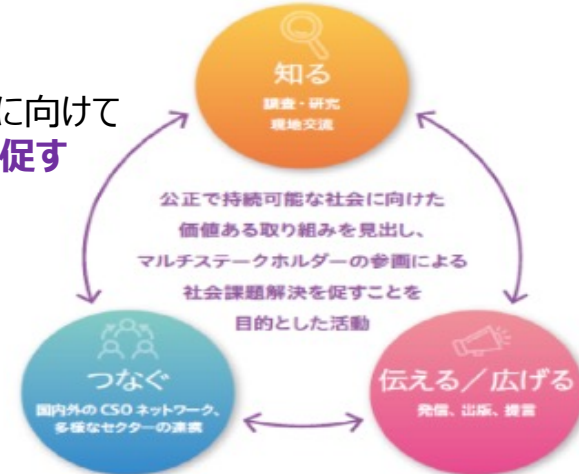 に向けて
促す
知る
調査・研究
現地交流
公正で持続可能な社会に向けた
価値ある取り組みを見出し、
マルチステークホルダーの参画による
社会課題解決を促すことを
目的とした活動
つなぐ
国内外の CSO ネットワーク、
多様なセクターの連携
伝える／広げる
発信、出版、提言